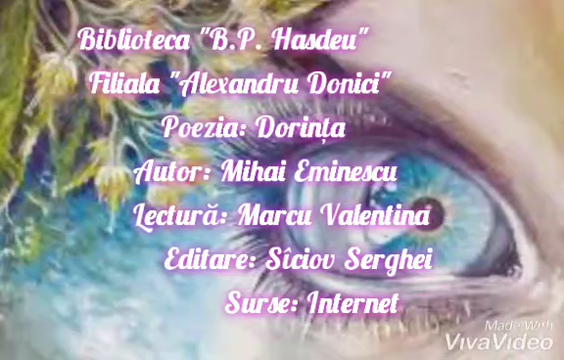 Biblioteca "B.P. Hasdeu"
Filiala "Alexandru Donici"
Poezia: Dorința
Autor: Mihai Eminescu
Lectură: Marcu Valentina
Editare: Sîciov Serghei
Surse: Internet
Made With
VivaVideo